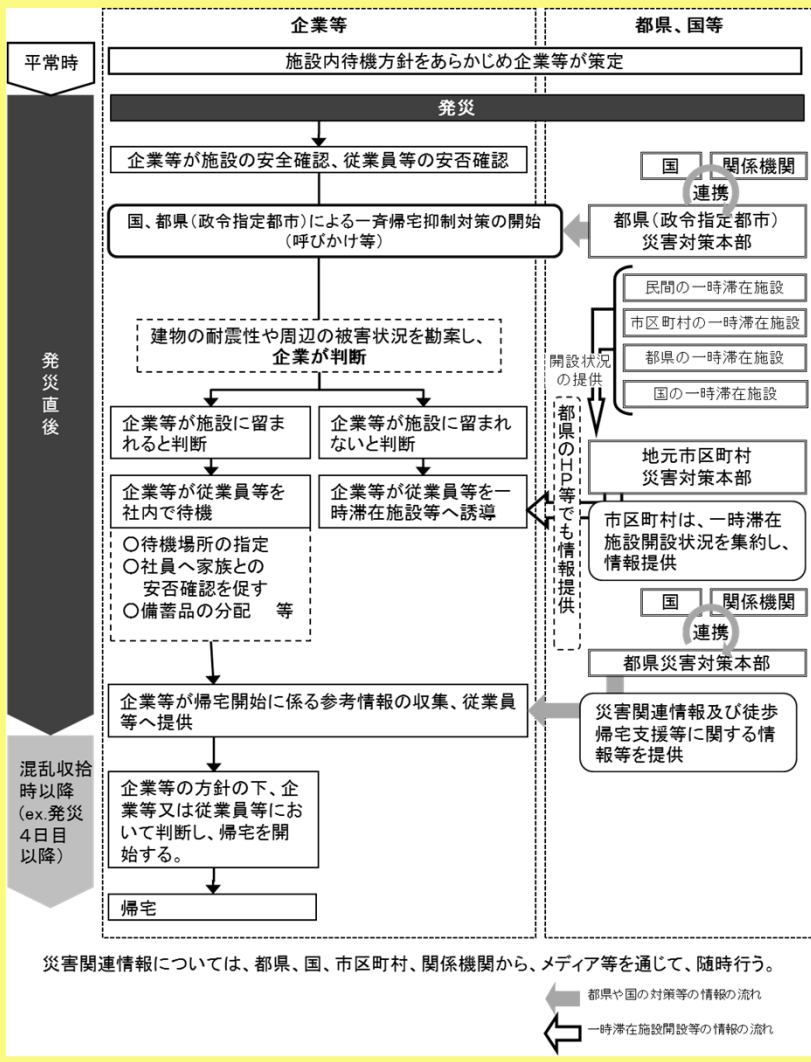 企業等
都県、国等
平常時
施設内待機方針をあらかじめ企業等が策定
発災
発災直後
企業等が施設の安全確認、従業員等の安否確認
国
関係機関
連携
国、都県（政令指定都市）による一斉帰宅抑制対策の開始
（呼びかけ等）
都県（政令指定都市）
災害対策本部
民間の一時滞在施設
市区町村の一時滞在施設
都県の一時滞在施設
国の一時滞在施設
建物の耐震性や周辺の被害状況を勘案し、
企業が判断
開設状況
の提供
企業等が施設に留ま
れると判断
企業等が施設に留まれ
ないと判断
都県のHP等でも情報提供
地元市区町村
災害対策本部
企業等が従業員等を
社内で待機
企業等が従業員等を一
時滞在施設等へ誘導
市区町村は、一時滞在
施設開設状況を集約し、
情報提供
○待機場所の指定
○社員へ家族との
安否確認を促す
○備蓄品の分配　等
国
関係機関
連携
都県災害対策本部
企業等が帰宅開始に係る参考情報の収集、従業員
等へ提供
災害関連情報及び徒歩
帰宅支援等に関する情
報等を提供
混乱収拾
時以降
(ex.発災
4日目
以降)
企業等の方針の下、企
業等又は従業員等にお
いて判断し、帰宅を開
始する。
帰宅
災害関連情報については、都県、国、市区町村、関係機関から、メディア等を通じて、随時行う。
都県や国の対策等の情報の流れ
一時滞在施設開設等の情報の流れ